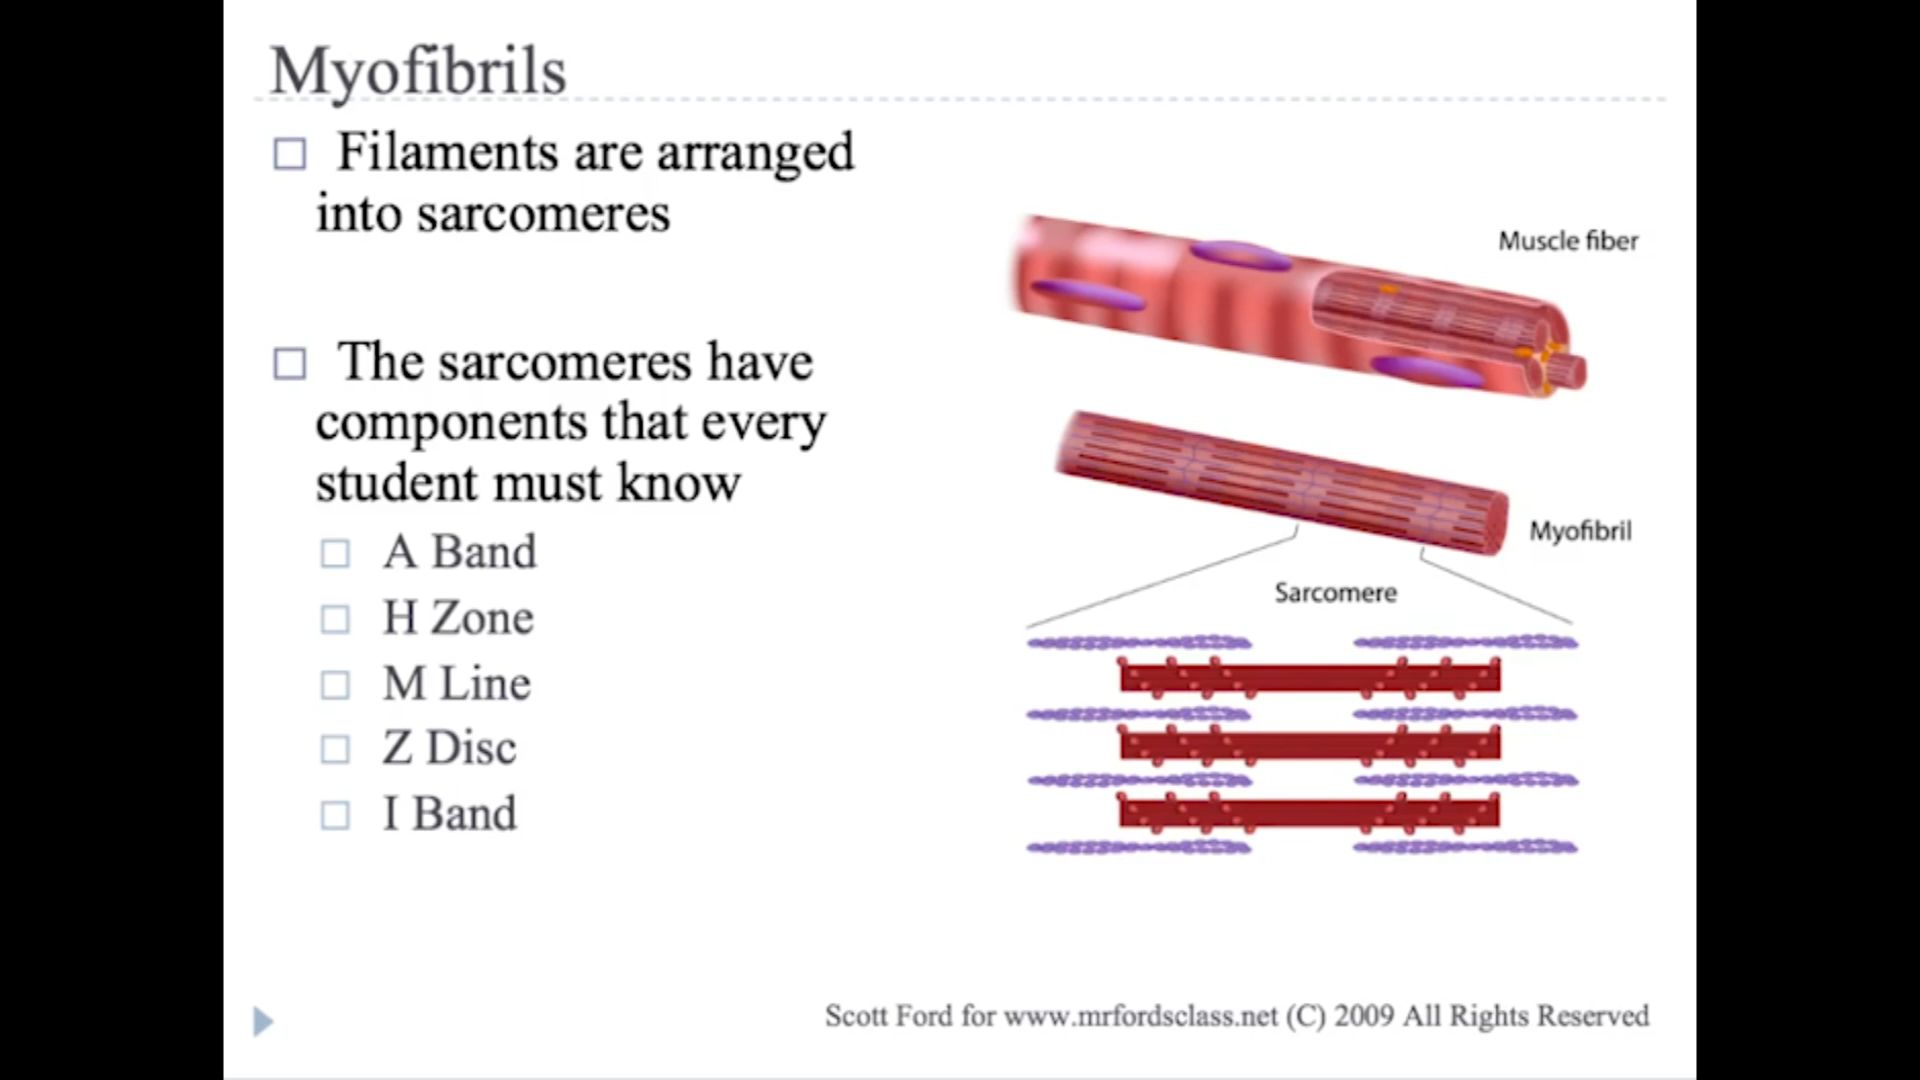 Myofibrils
Filaments are arranged
into sarcomeres
The sarcomeres have
components that every
student must know
A Band
H Zone
M Line
Z Disc
I Band
Muscle fiber
Myofibril
Sarcomere
Scott Ford for www.mrfordsclass.net (C) 2009 All Rights Reserved